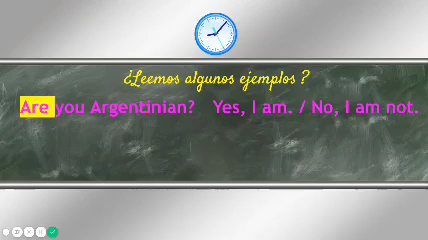 ¿Leemos algunos ejemplos ?
Are you Argentinian? Yes, I am. / No, I am not.